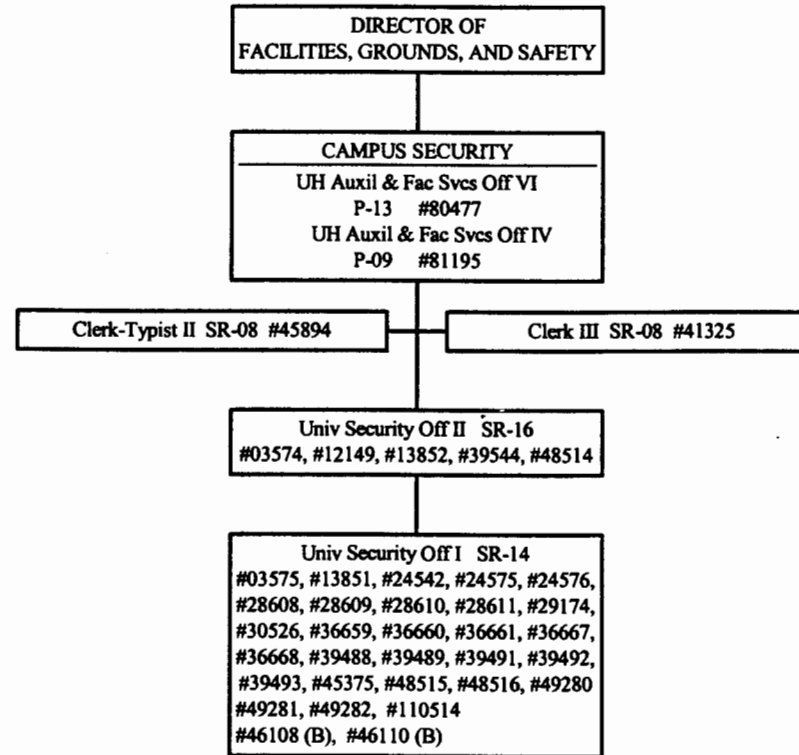 DIRECTOR OF
FACILITIES, GROUNDS, AND SAFETY
CAMPUS SECURITY
UH Auxil & Fac Svcs Off VI
P-13 #80477
UH Auxil & Fac Svcs Off IV
P-09 #81195
Clerk-Typist II SR-08 #45894
Clerk III SR-08 #41325
Univ Security Off II SR-16
#03574, #12149, #13852, #39544, #48514
Univ Security Off I SR-14
#03575, #13851, #24542, #24575, #24576,
#28608, #28609, #28610, #28611, #29174,
#30526, #36659, #36660, #36661, #36667,
#36668, #39488, #39489, #39491, #39492,
#39493, #45375, #48515, #48516, #49280
#49281, #49282, #110514
#46108 (B), #46110 (B)